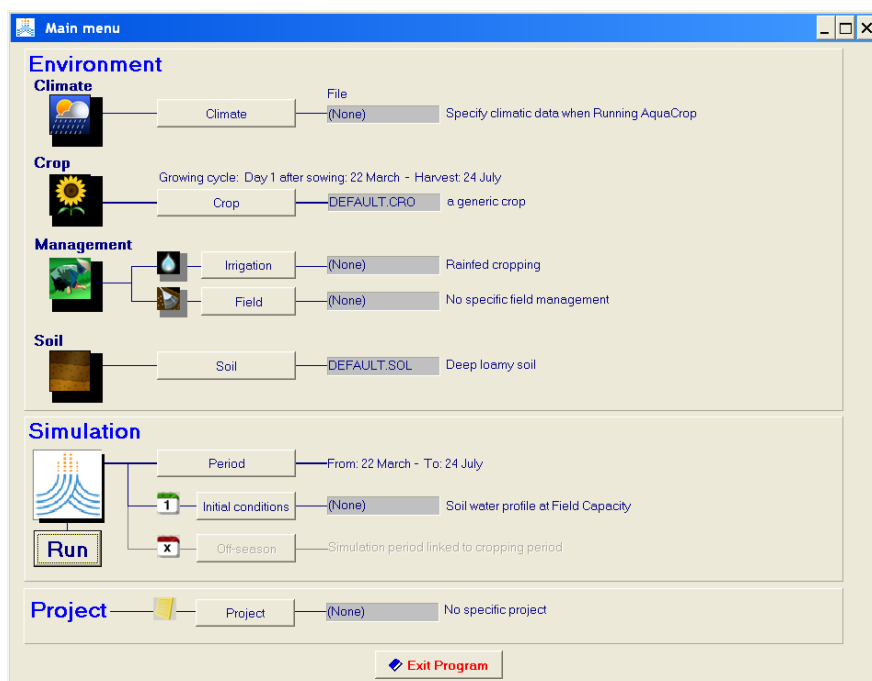 Main menu
Environment
Climate
File
Climate
(None)
Specify climatic data when Running AquaCrop
Crop
Growing cycle: Day 1 after sowing: 22 March - Harvest: 24 July
Crop
DEFAULT.CRO
a generic crop
Management
Irrigation
(None)
Rainfed cropping
Field
(None)
No specific field management
Soil
Soil
DEFAULT.SOL
Deep loamy soil
Simulation
Period
From: 22 March - To: 24 July
1
Initial conditions
(None)
Soil water profile at Field Capacity
Run
x
Off-season
Simulation period linked to cropping period
Project
Project
(None)
No specific project
Exit Program